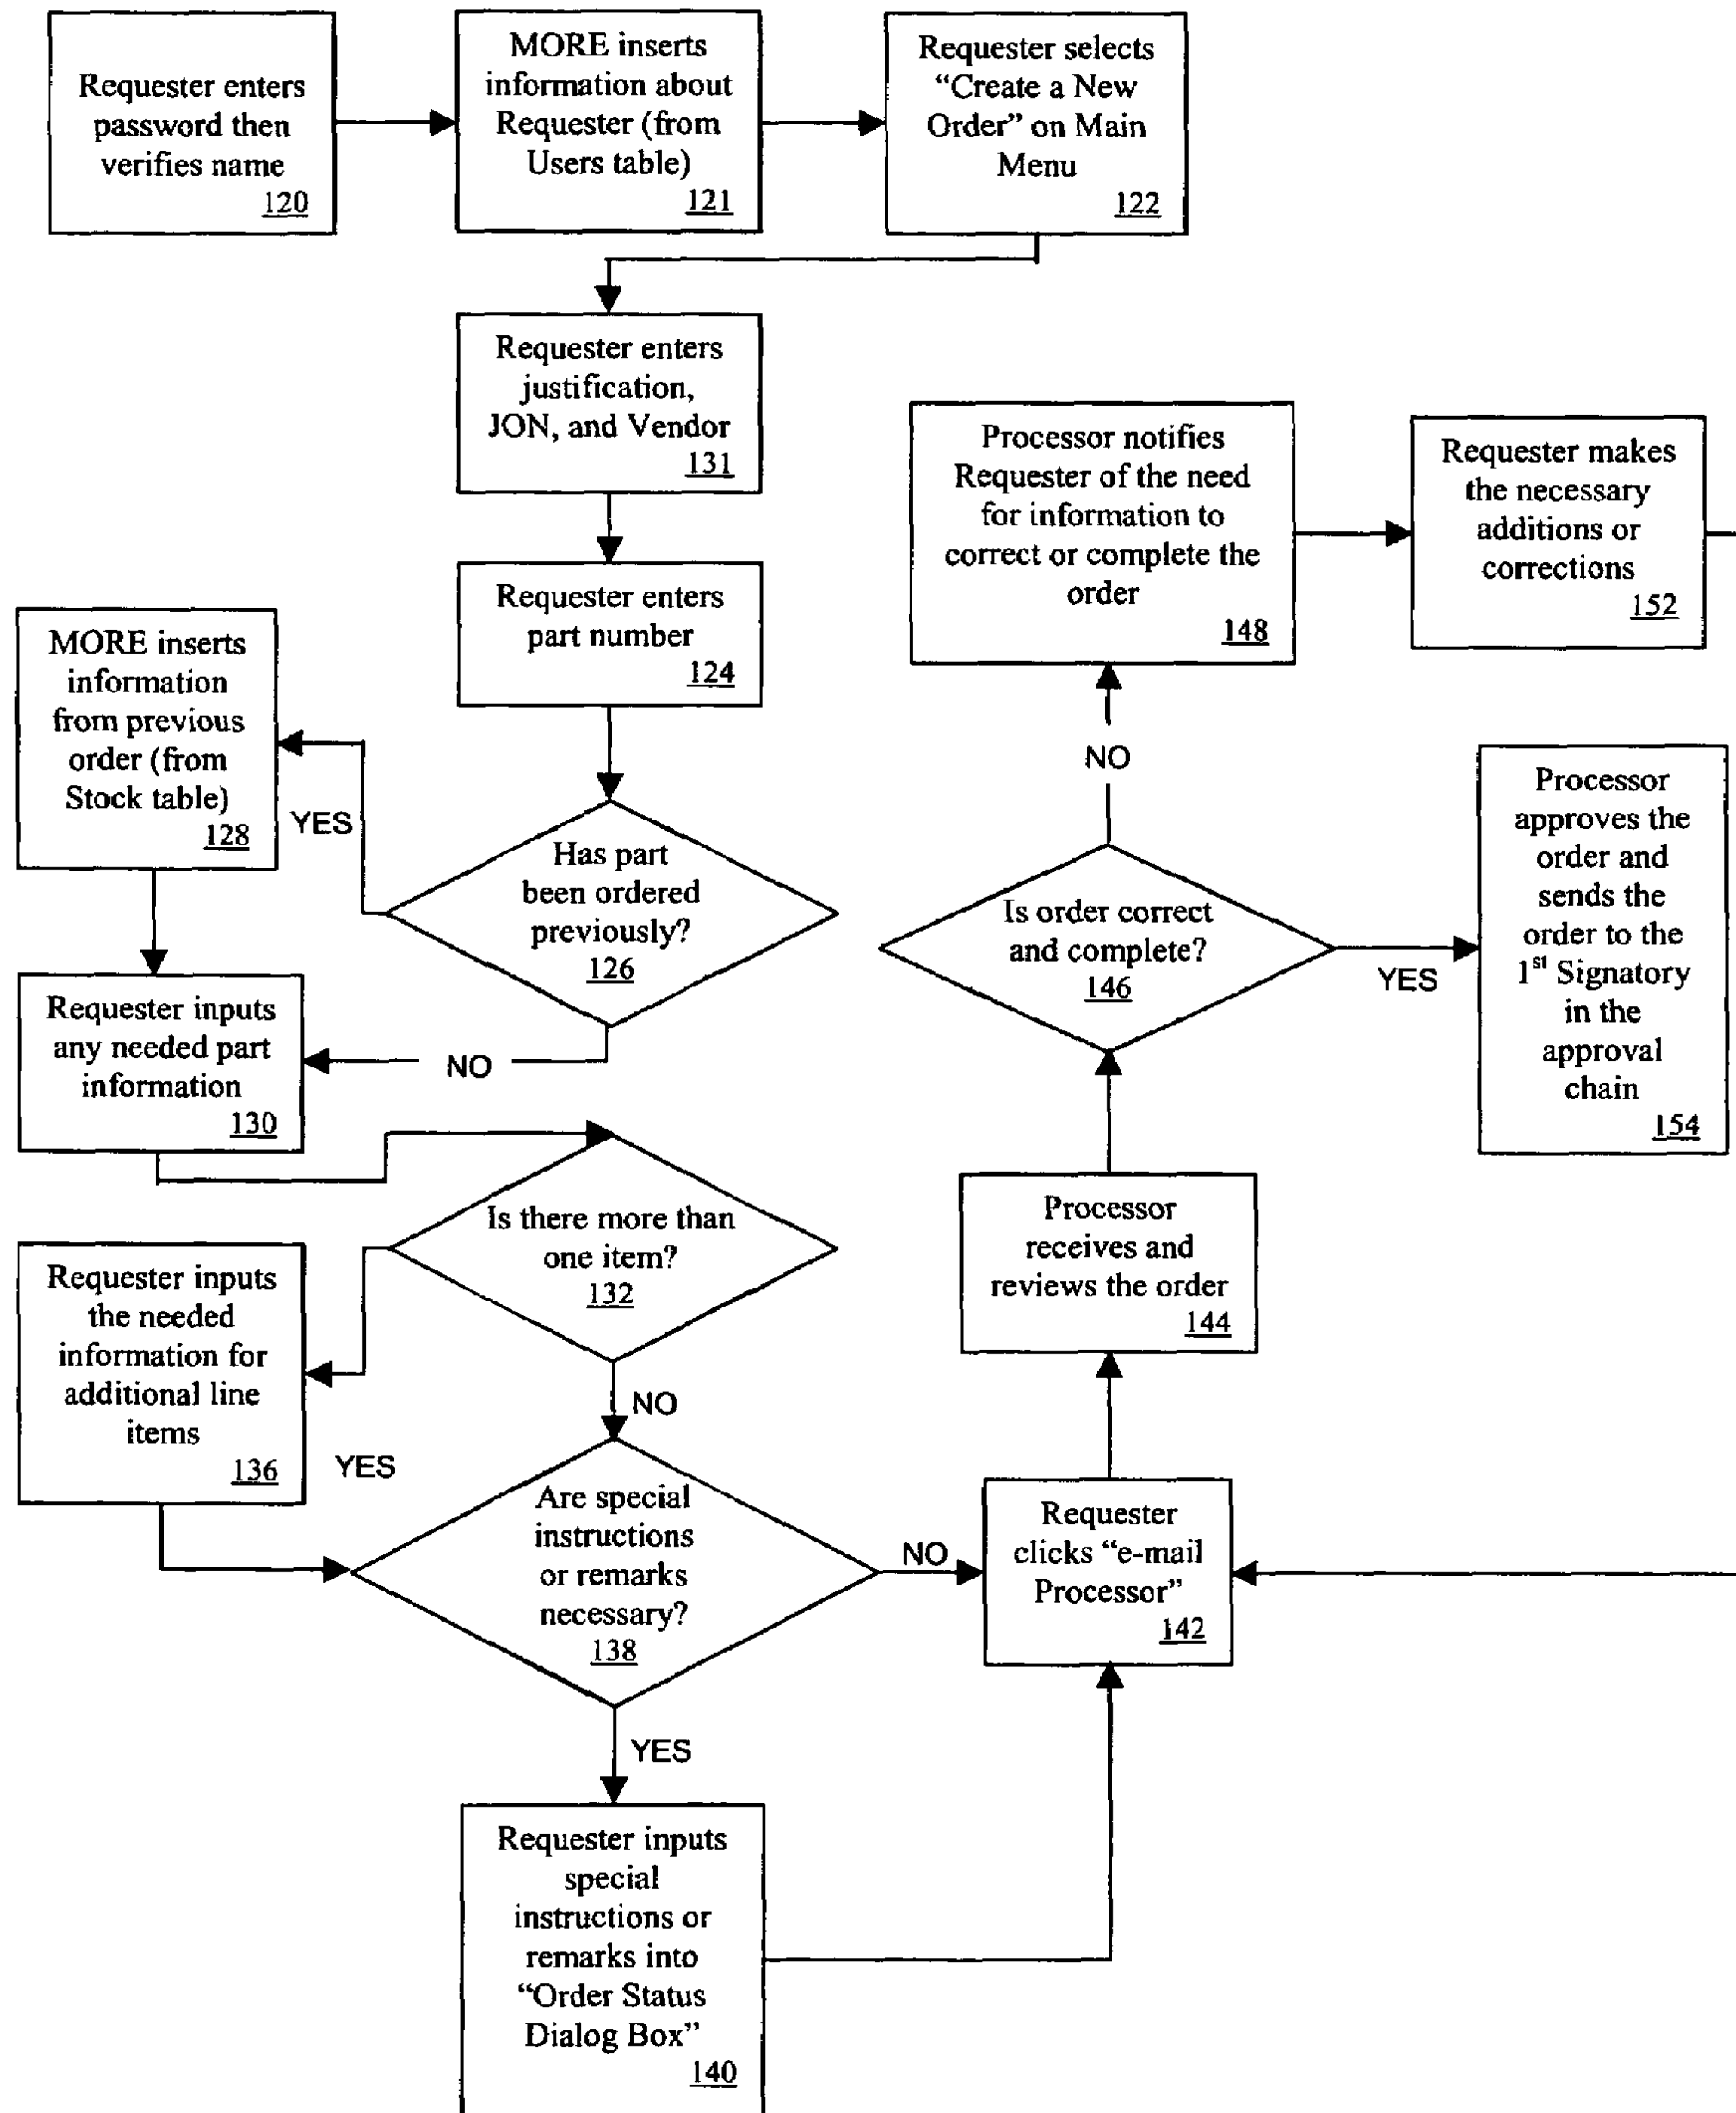 Requester enters
password then
verifies name
120
MORE inserts
information about
Requester (from
Users table)
121
Requester selects
“Create a New
Order” on Main
Menu
122
Requester enters
justification,
JON, and Vendor
131
Requester enters
part number
124
Has part
been ordered
previously?
126
YES
MORE inserts
information
from previous
order (from
Stock table)
128
NO
Requester inputs
any needed part
information
130
Is there more than
one item?
132
YES
Requester inputs
the needed
information for
additional line
items
136
NO
Are special
instructions
or remarks
necessary?
138
YES
Requester inputs
special
instructions or
remarks into
“Order Status
Dialog Box”
140
NO
Requester
clicks “e-mail
Processor”
142
Processor
receives and
reviews the order
144
Is order correct
and complete?
146
NO
Processor notifies
Requester of the need
for information to
correct or complete the
order
148
Requester makes
the necessary
additions or
corrections
152
YES
Processor
approves the
order and
sends the
order to the
1st Signatory
in the
approval
chain
154